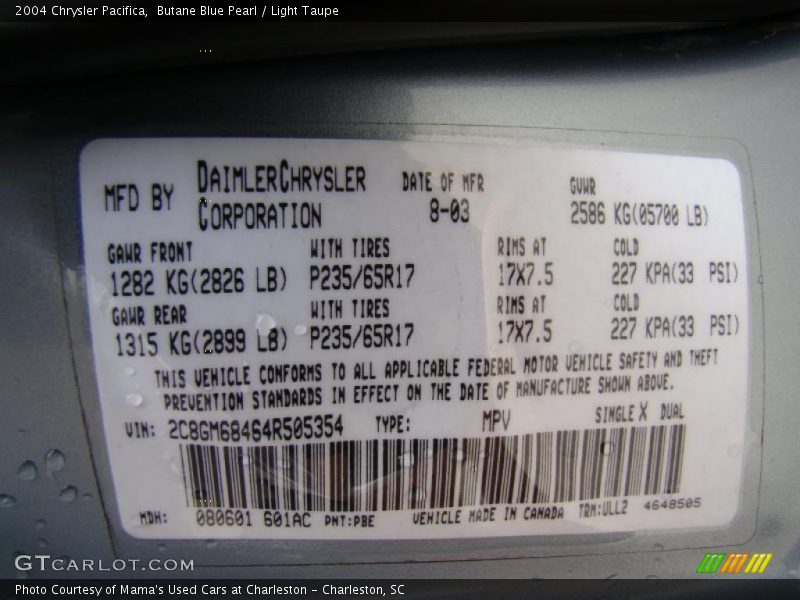 2004 Chrysler Pacifica,  Butane Blue Pearl / Light Taupe
MFD BY DAIMLERCHRYSLER CORPORATION DATE OF MFR 8-03 GVWR 2586 KG(05700 LB)
GAWR FRONT WITH TIRES RIMS AT COLD
1282 KG(2826 LB) P235/65R17 17X7.5 227 KPA(33 PSI)
GAWR REAR WITH TIRES RIMS AT COLD
1315 KG(2899 LB) P235/65R17 17X7.5 227 KPA(33 PSI)
THIS VEHICLE CONFORMS TO ALL APPLICABLE FEDERAL MOTOR VEHICLE SAFETY AND THEFT
PREVENTION STANDARDS IN EFFECT ON THE DATE OF MANUFACTURE SHOWN ABOVE.
VIN: 2C8GM68464R505354 TYPE: MPV SINGLE X DUAL
MDH: 080601 601AC PNT:PBE VEHICLE MADE IN CANADA TRM:ULL2 4648505
GTCARLOT.COM
Photo Courtesy of Mama's Used Cars at Charleston - Charleston, SC